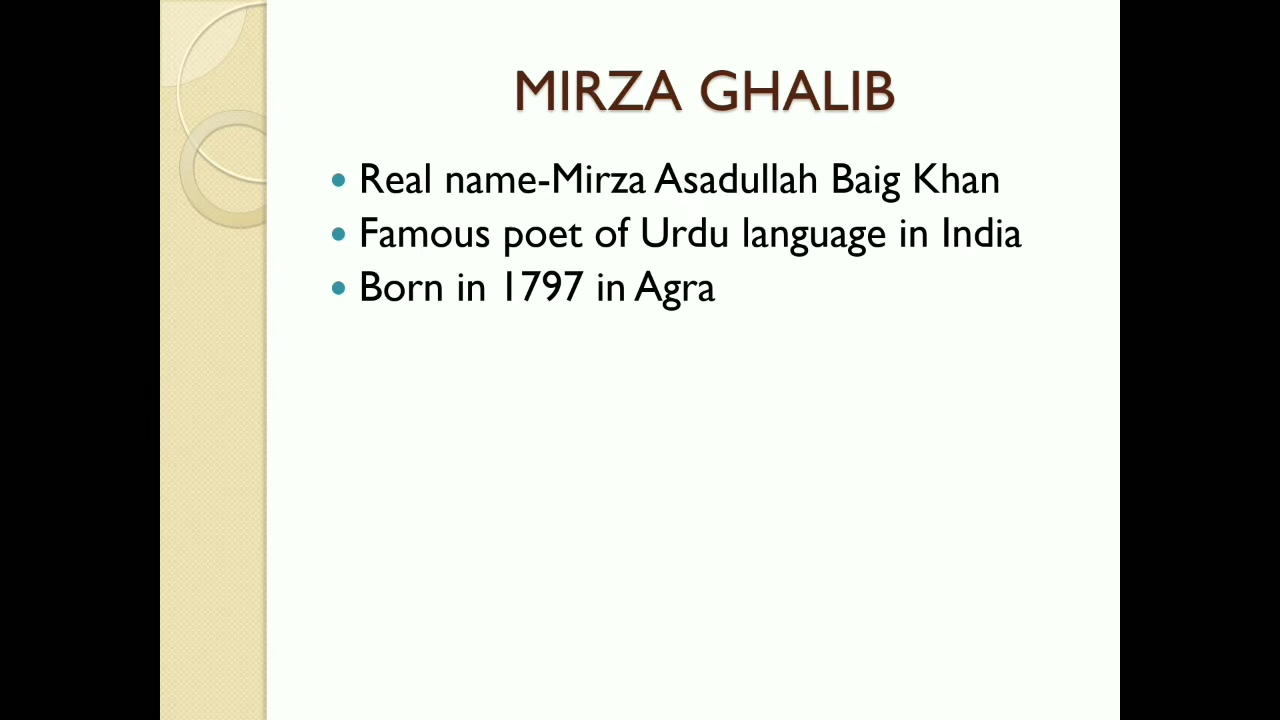 MIRZA GHALIB
Real name-Mirza Asadullah Baig Khan
Famous poet of Urdu language in India
Born in 1797 in Agra